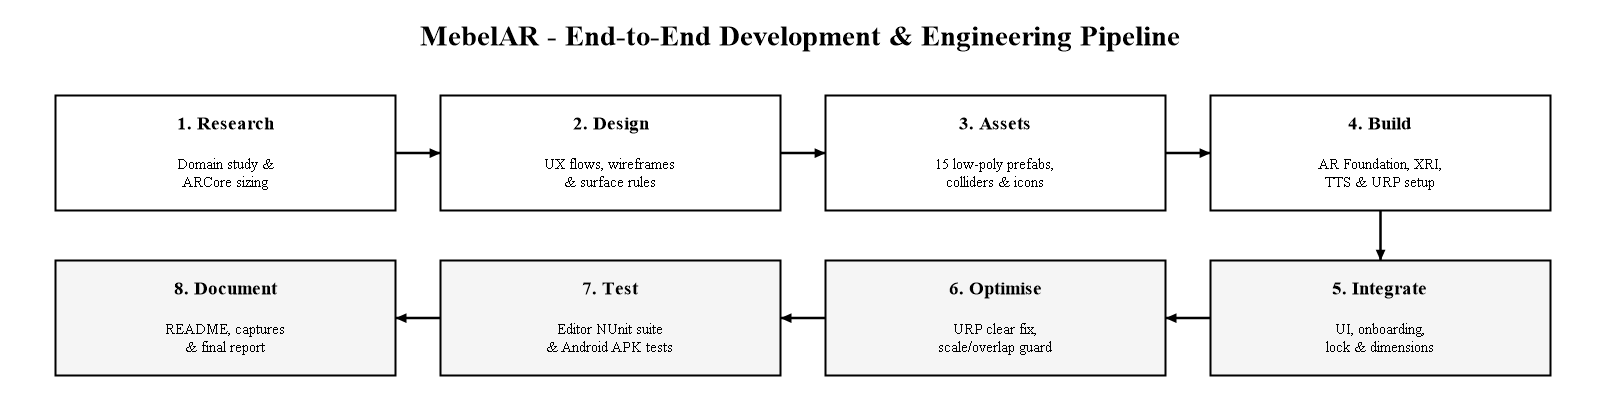 MebelAR - End-to-End Development & Engineering Pipeline
1. Research
Domain study &
ARCore sizing
2. Design
UX flows, wireframes
& surface rules
3. Assets
15 low-poly prefabs,
colliders & icons
4. Build
AR Foundation, XRI,
TTS & URP setup
5. Integrate
UI, onboarding,
lock & dimensions
6. Optimise
URP clear fix,
scale/overlap guard
7. Test
Editor NUnit suite
& Android APK tests
8. Document
README, captures
& final report